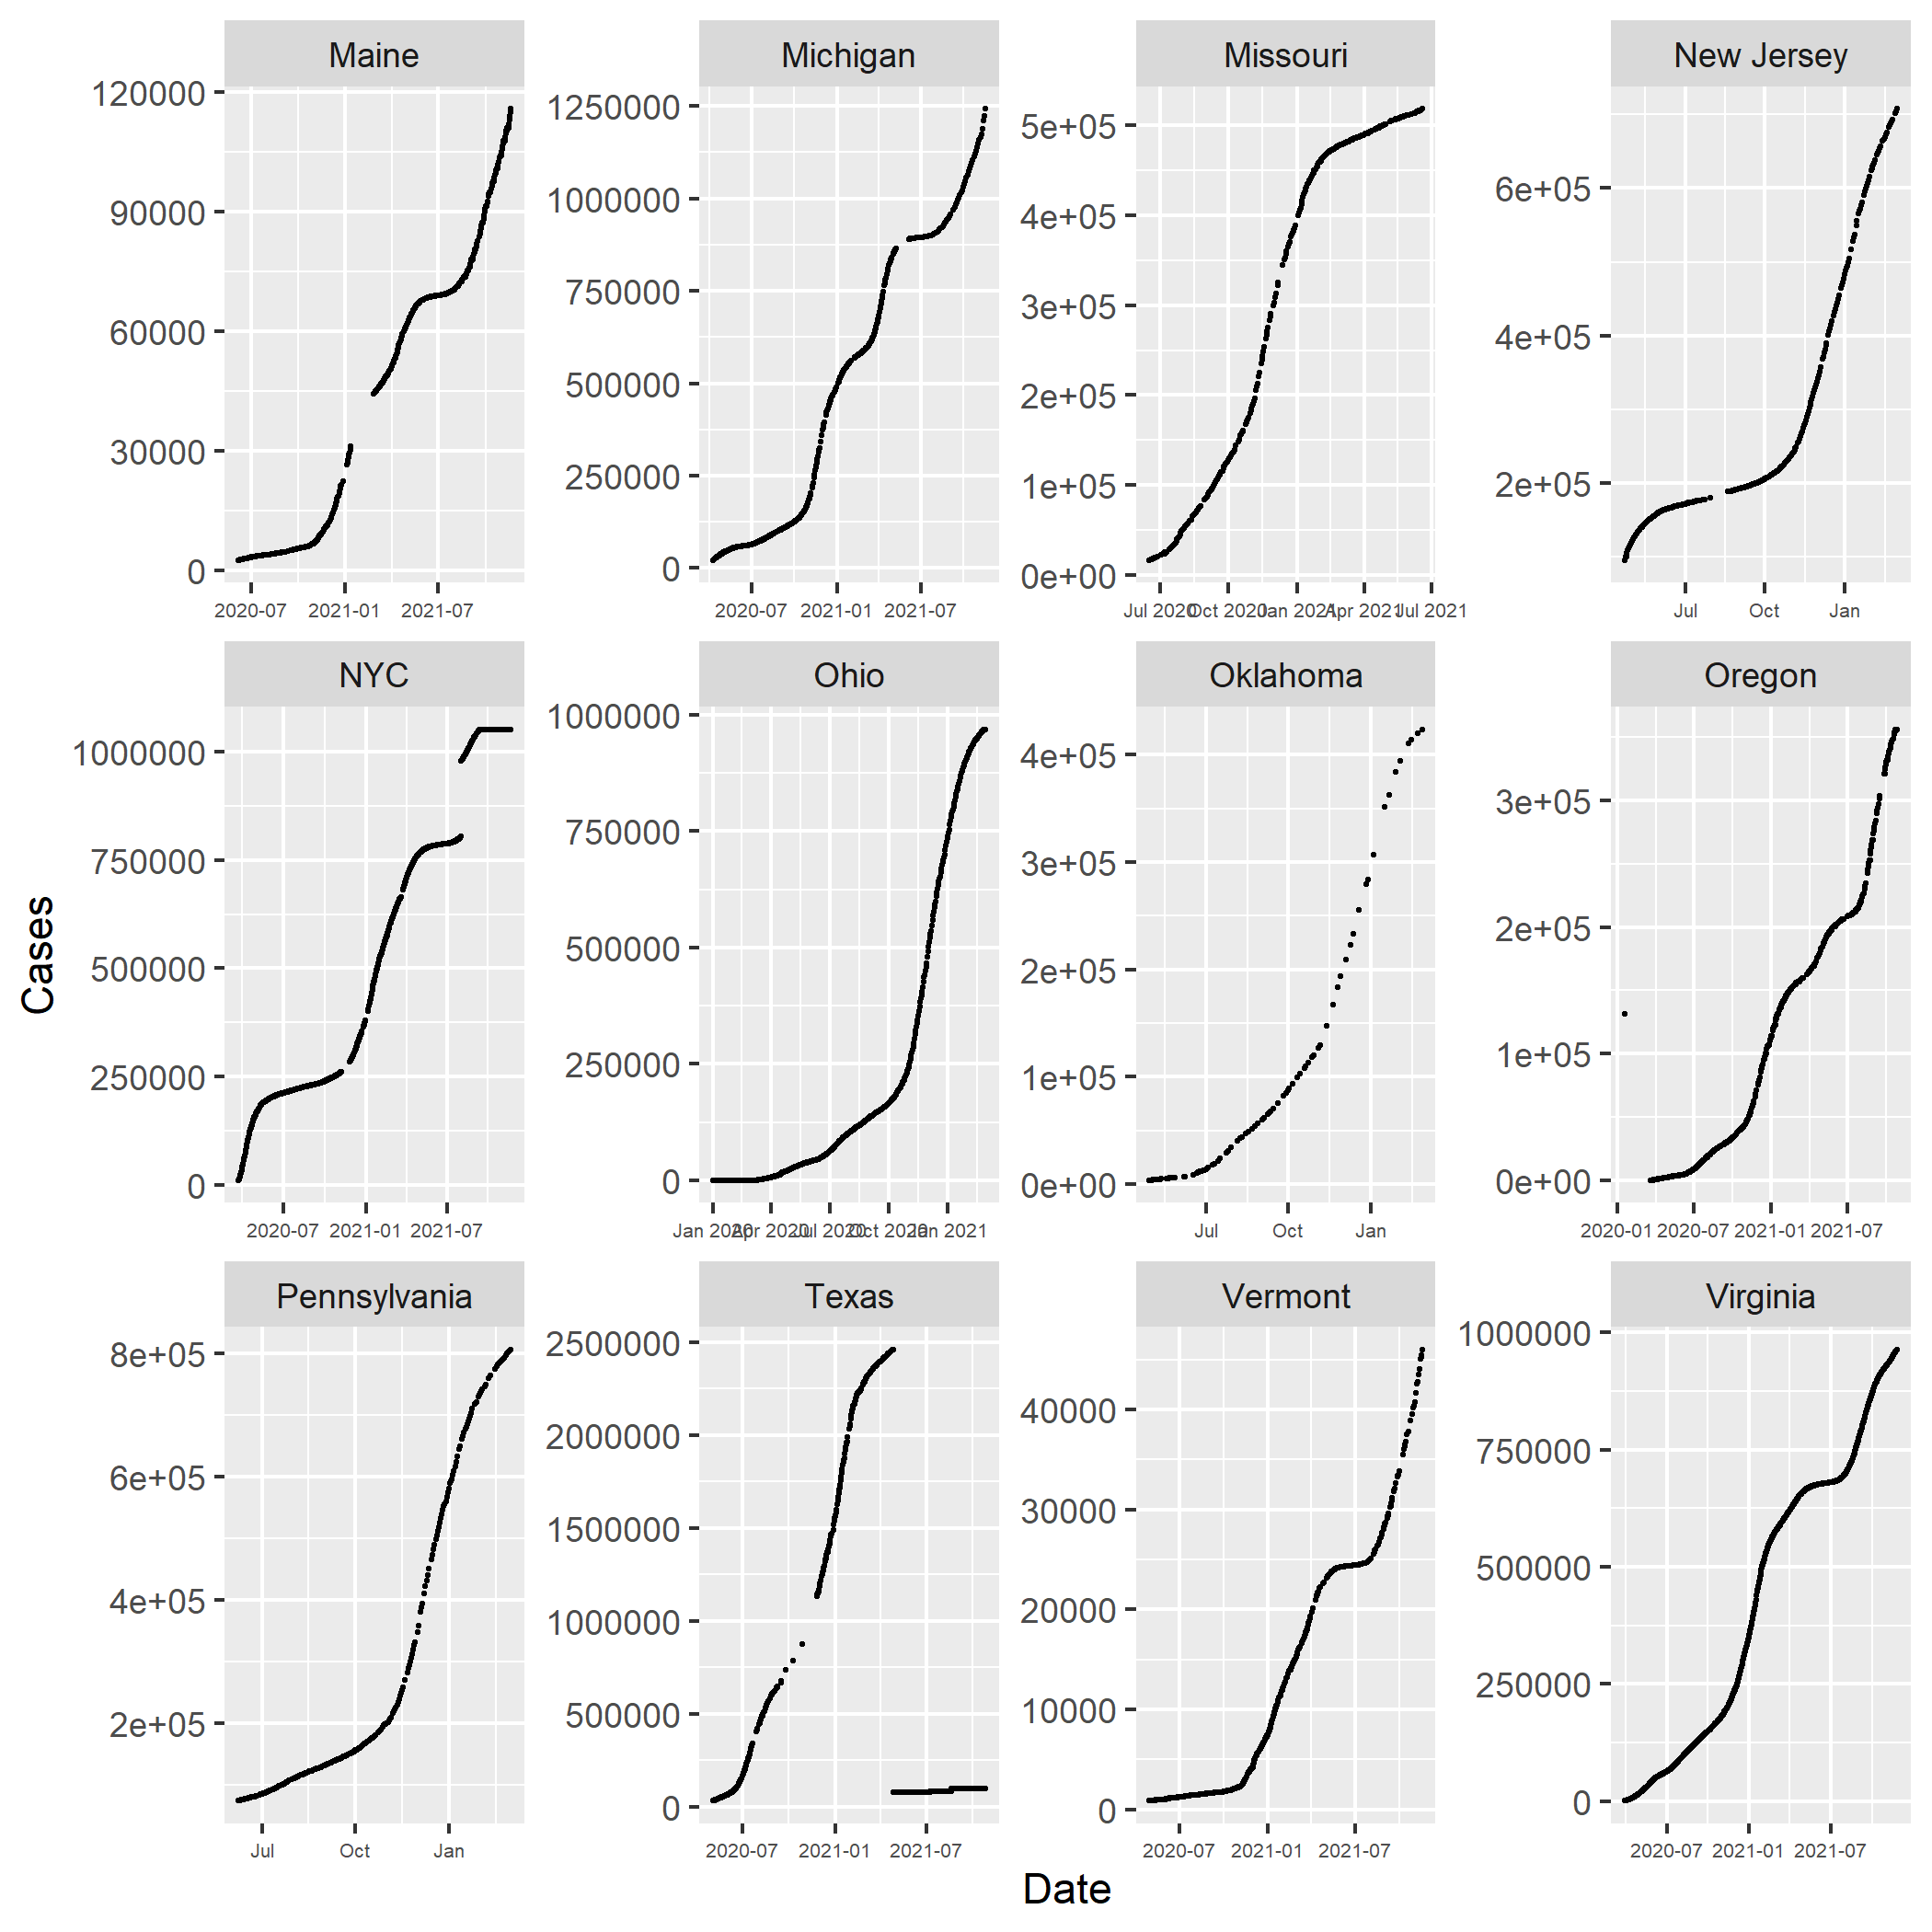 Maine Michigan Missouri New Jersey
120000
90000
60000
30000
0
2020-07 2021-01 2021-07
1250000
1000000
750000
500000
250000
0
2020-07 2021-01 2021-07
5e+05
4e+05
3e+05
2e+05
1e+05
0e+00
Jul 2020 Oct 2020 Jan 2021 Apr 2021 Jul 2021
6e+05
4e+05
2e+05
Jul Oct Jan
NYC Ohio Oklahoma Oregon
1000000
750000
500000
250000
0
2020-07 2021-01 2021-07
1000000
750000
500000
250000
0
Jan 2020 Apr 2020 Jul 2020 Oct 2020 Jan 2021
4e+05
3e+05
2e+05
1e+05
0e+00
Jul Oct Jan
3e+05
2e+05
1e+05
0e+00
2020-01 2020-07 2021-01 2021-07
Pennsylvania Texas Vermont Virginia
8e+05
6e+05
4e+05
2e+05
Jul Oct Jan
2500000
2000000
1500000
1000000
500000
0
2020-07 2021-01 2021-07
40000
30000
20000
10000
0
2020-07 2021-01 2021-07
1000000
750000
500000
250000
0
2020-07 2021-01 2021-07
Cases
Date